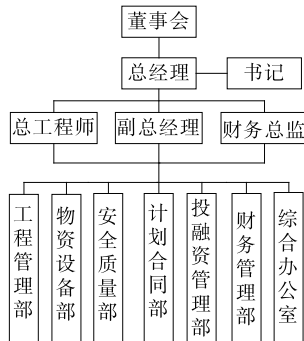 董事会
总经理
书记
总工程师
副总经理
财务总监
工程管理部
物资设备部
安全质量部
计划合同部
投融资管理部
财务管理部
综合办公室